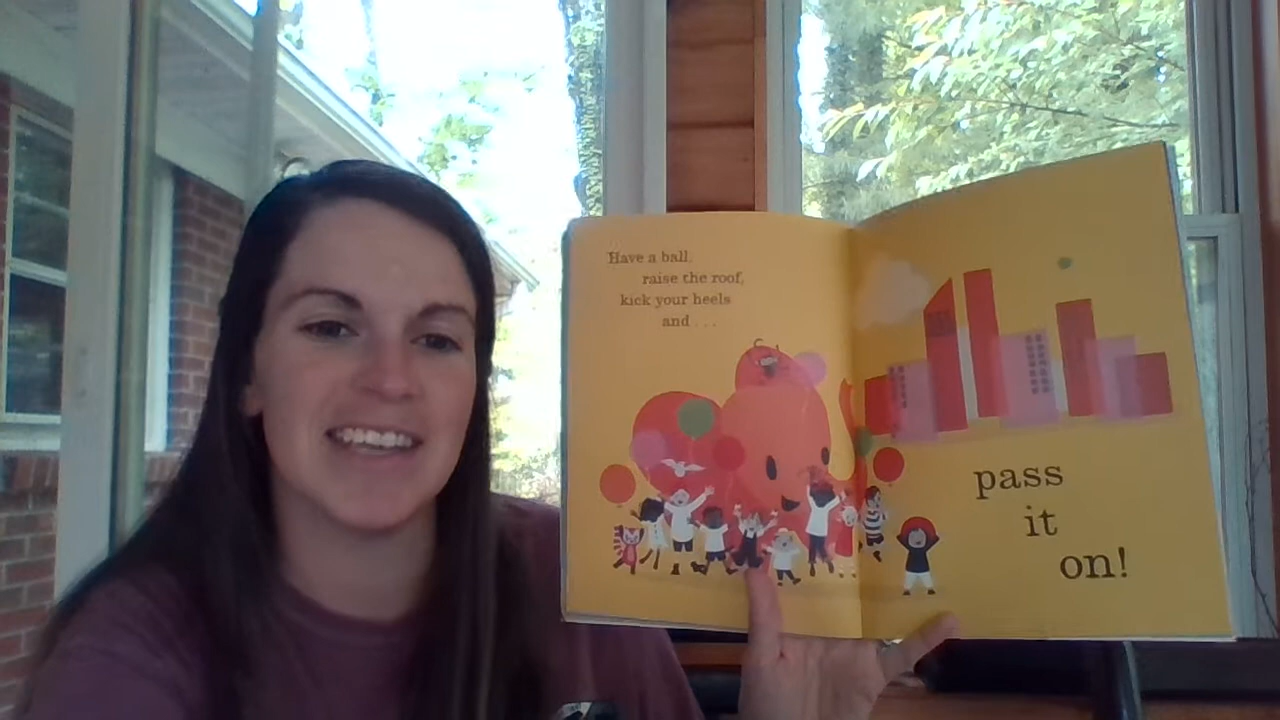 Have a ball,
raise the roof,
kick your heels
and . . .
pass
it
on!